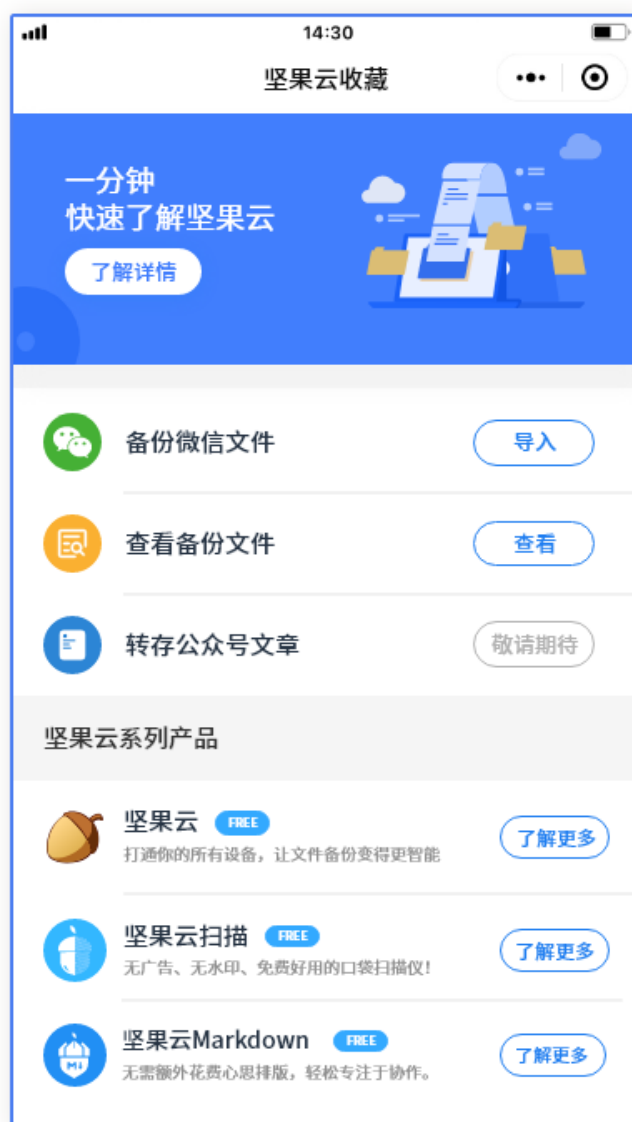 14:30
坚果云收藏
一分钟
快速了解坚果云
了解详情
备份微信文件
导入
查看备份文件
查看
转存公众号文章
敬请期待
坚果云系列产品
坚果云 FREE
打通你的所有设备，让文件备份变得更智能
了解更多
坚果云扫描 FREE
无广告、无水印、免费好用的口袋扫描仪！
了解更多
M↓
坚果云Markdown FREE
无需额外花费心思排版，轻松专注于协作。
了解更多